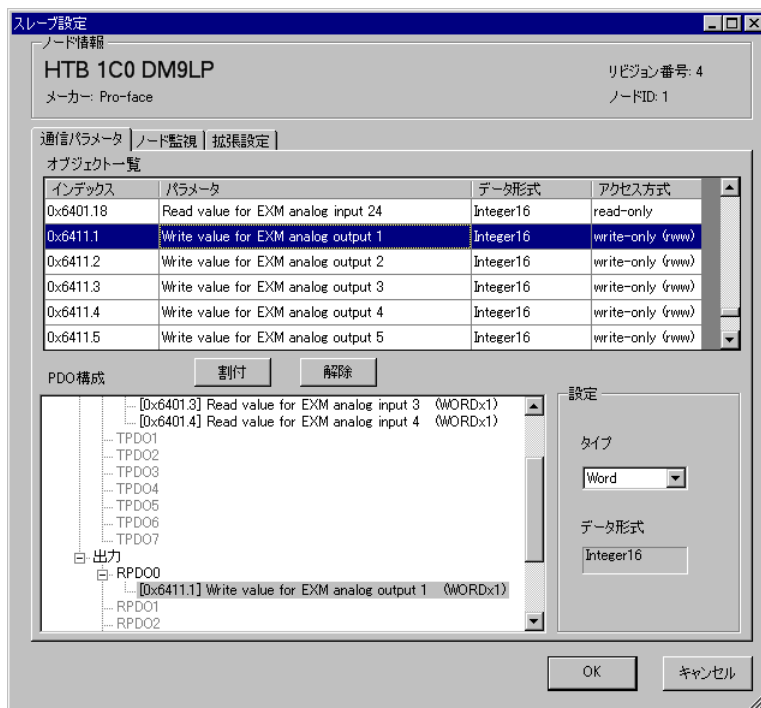 スレーブ設定
ノード情報
HTB 1C0 DM9LP
リビジョン番号: 4
メーカー: Pro-face
ノードID: 1
通信パラメータ ノード監視 拡張設定
オブジェクト一覧
インデックス パラメータ データ形式 アクセス方式
0x6401.18 Read value for EXM analog input 24 Integer16 read-only
0x6411.1 Write value for EXM analog output 1 Integer16 write-only (rww)
0x6411.2 Write value for EXM analog output 2 Integer16 write-only (rww)
0x6411.3 Write value for EXM analog output 3 Integer16 write-only (rww)
0x6411.4 Write value for EXM analog output 4 Integer16 write-only (rww)
0x6411.5 Write value for EXM analog output 5 Integer16 write-only (rww)
PDO構成 割付 解除
[0x6401.3] Read value for EXM analog input 3 (WORDx1)
[0x6401.4] Read value for EXM analog input 4 (WORDx1)
TPDO1
TPDO2
TPDO3
TPDO4
TPDO5
TPDO6
TPDO7
出力
RPDO0
[0x6411.1] Write value for EXM analog output 1 (WORDx1)
RPDO1
RPDO2
設定
タイプ
Word
データ形式
Integer16
OK キャンセル